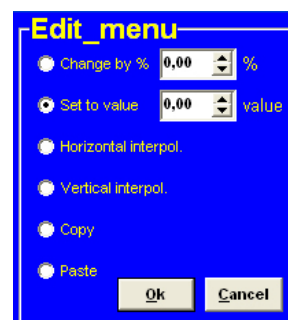 Edit_menu
Change by % 0,00 %
Set to value 0,00 value
Horizontal interpol.
Vertical interpol.
Copy
Paste
Ok Cancel